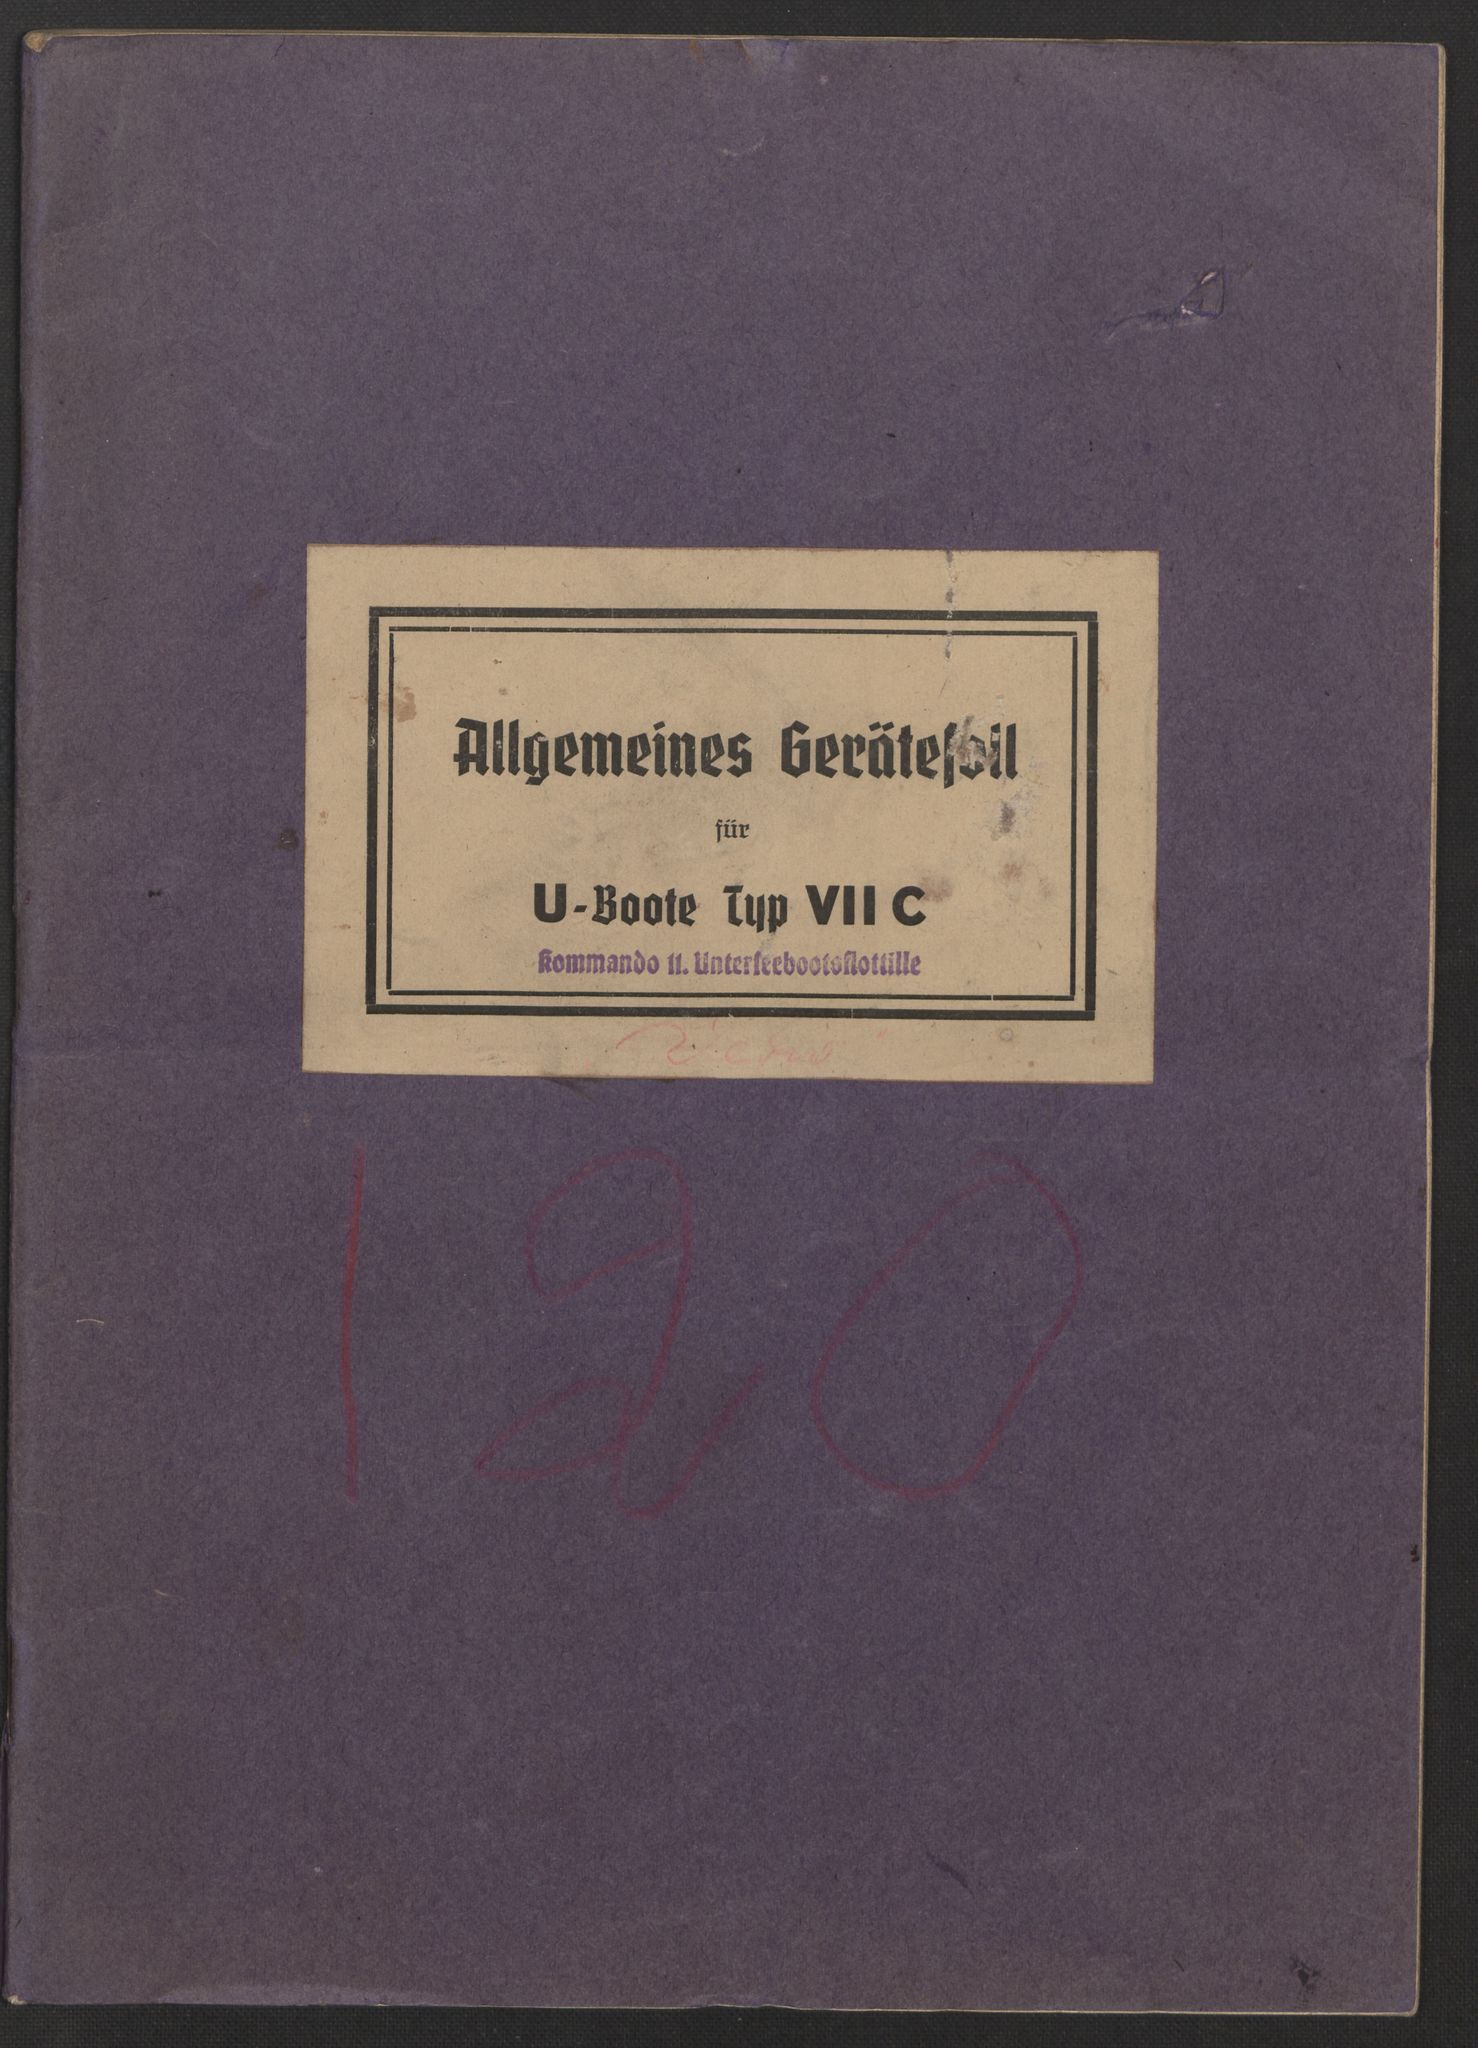 Allgemeines Gerätesoll
für
U-Boote Typ VII C
Kommando 11. Unterseebootsflottille
120